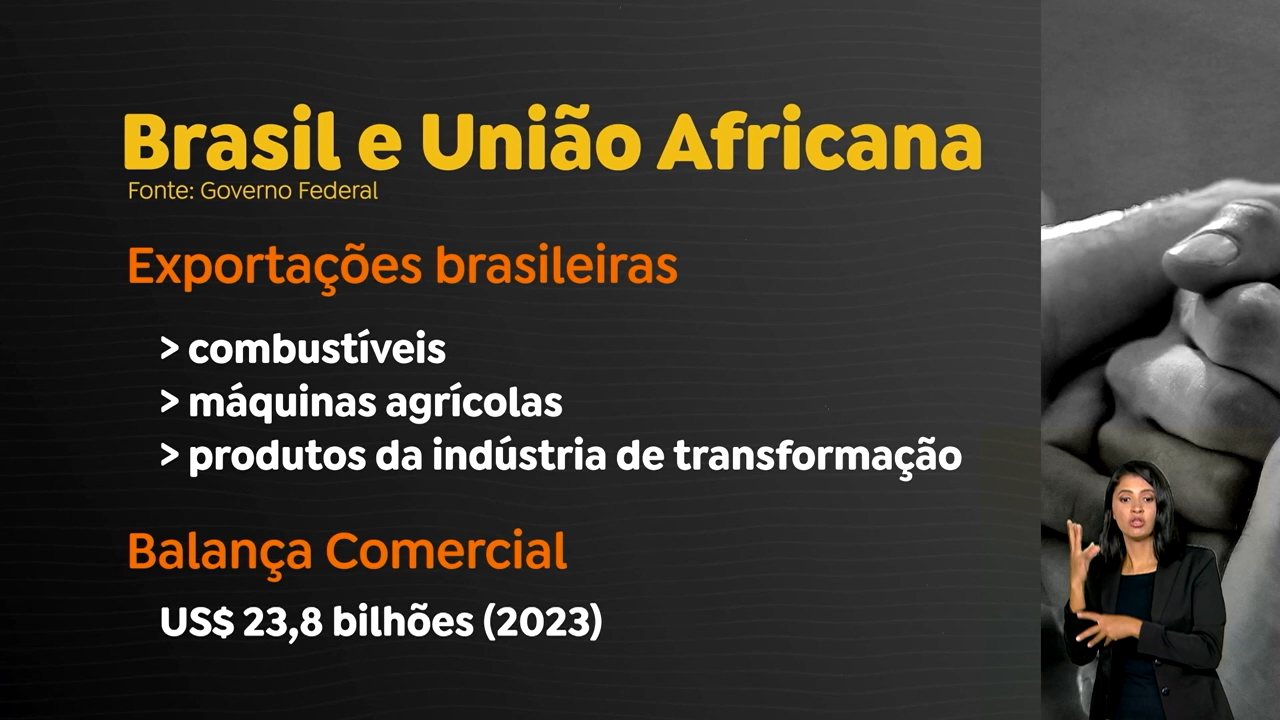 Brasil e União Africana
Fonte: Governo Federal
Exportações brasileiras
> combustíveis
> máquinas agrícolas
> produtos da indústria de transformação
Balança Comercial
US$ 23,8 bilhões (2023)